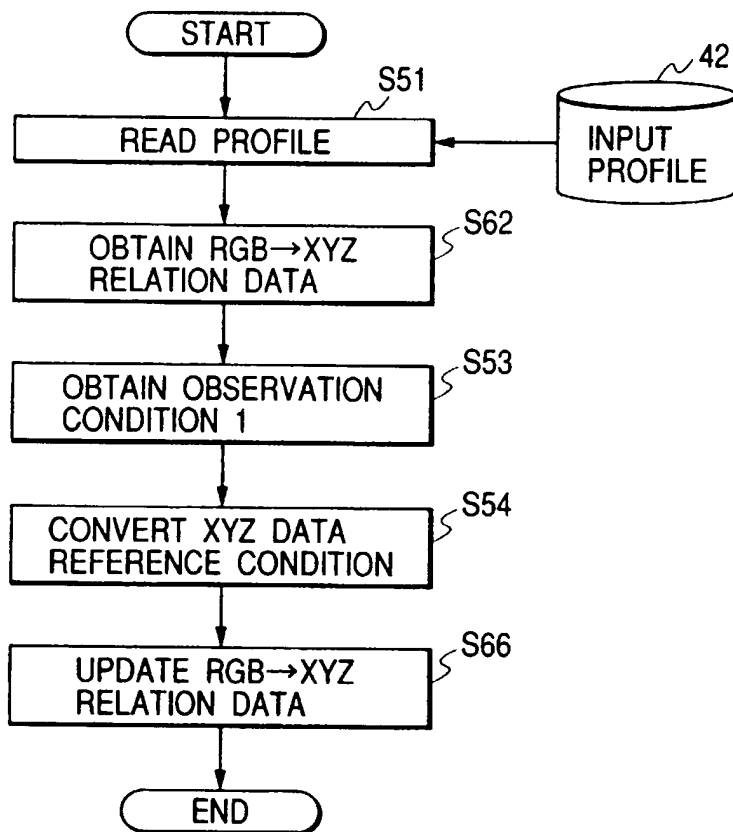 START
S51
42
READ PROFILE
INPUT
PROFILE
S62
OBTAIN RGB→XYZ
RELATION DATA
S53
OBTAIN OBSERVATION
CONDITION 1
S54
CONVERT XYZ DATA
REFERENCE CONDITION
S66
UPDATE RGB→XYZ
RELATION DATA
END